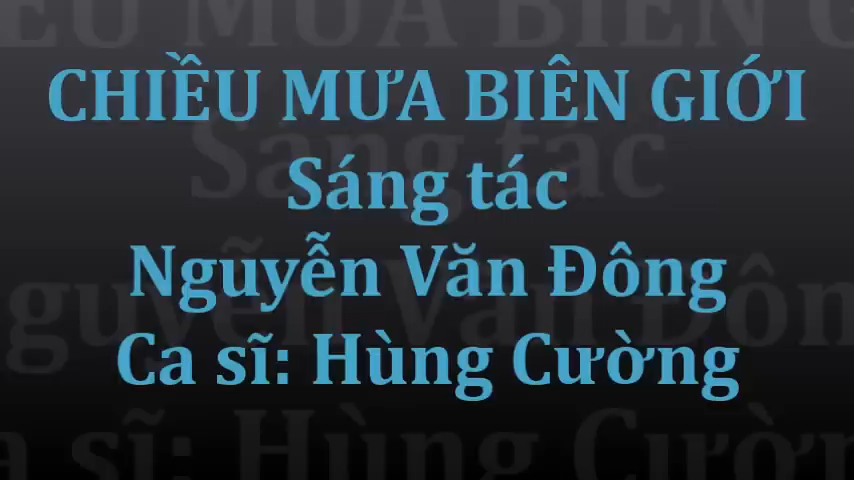 CHIỀU MƯA BIÊN GIỚI
Sáng tác
Nguyễn Văn Đông
Ca sĩ: Hùng Cường